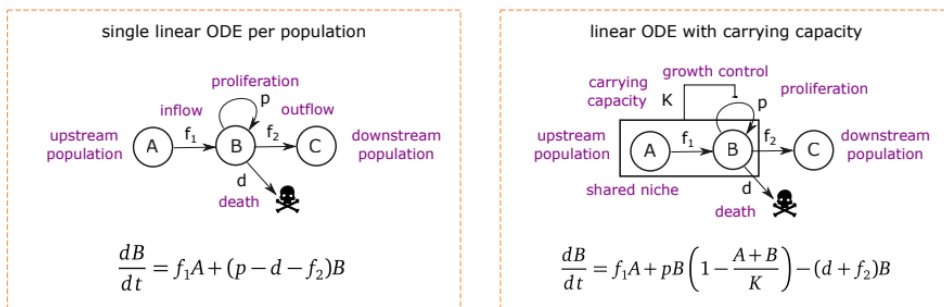 single linear ODE per population
proliferation
p
inflow
outflow
upstream
population
A
f₁
B
f₂
C
downstream
population
d
death
dB/dt = f₁A + (p − d − f₂)B
linear ODE with carrying capacity
growth control
carrying
capacity
K
proliferation
p
upstream
population
A
f₁
B
f₂
C
downstream
population
shared niche
d
death
dB/dt = f₁A + pB(1 − (A+B)/K) − (d + f₂)B